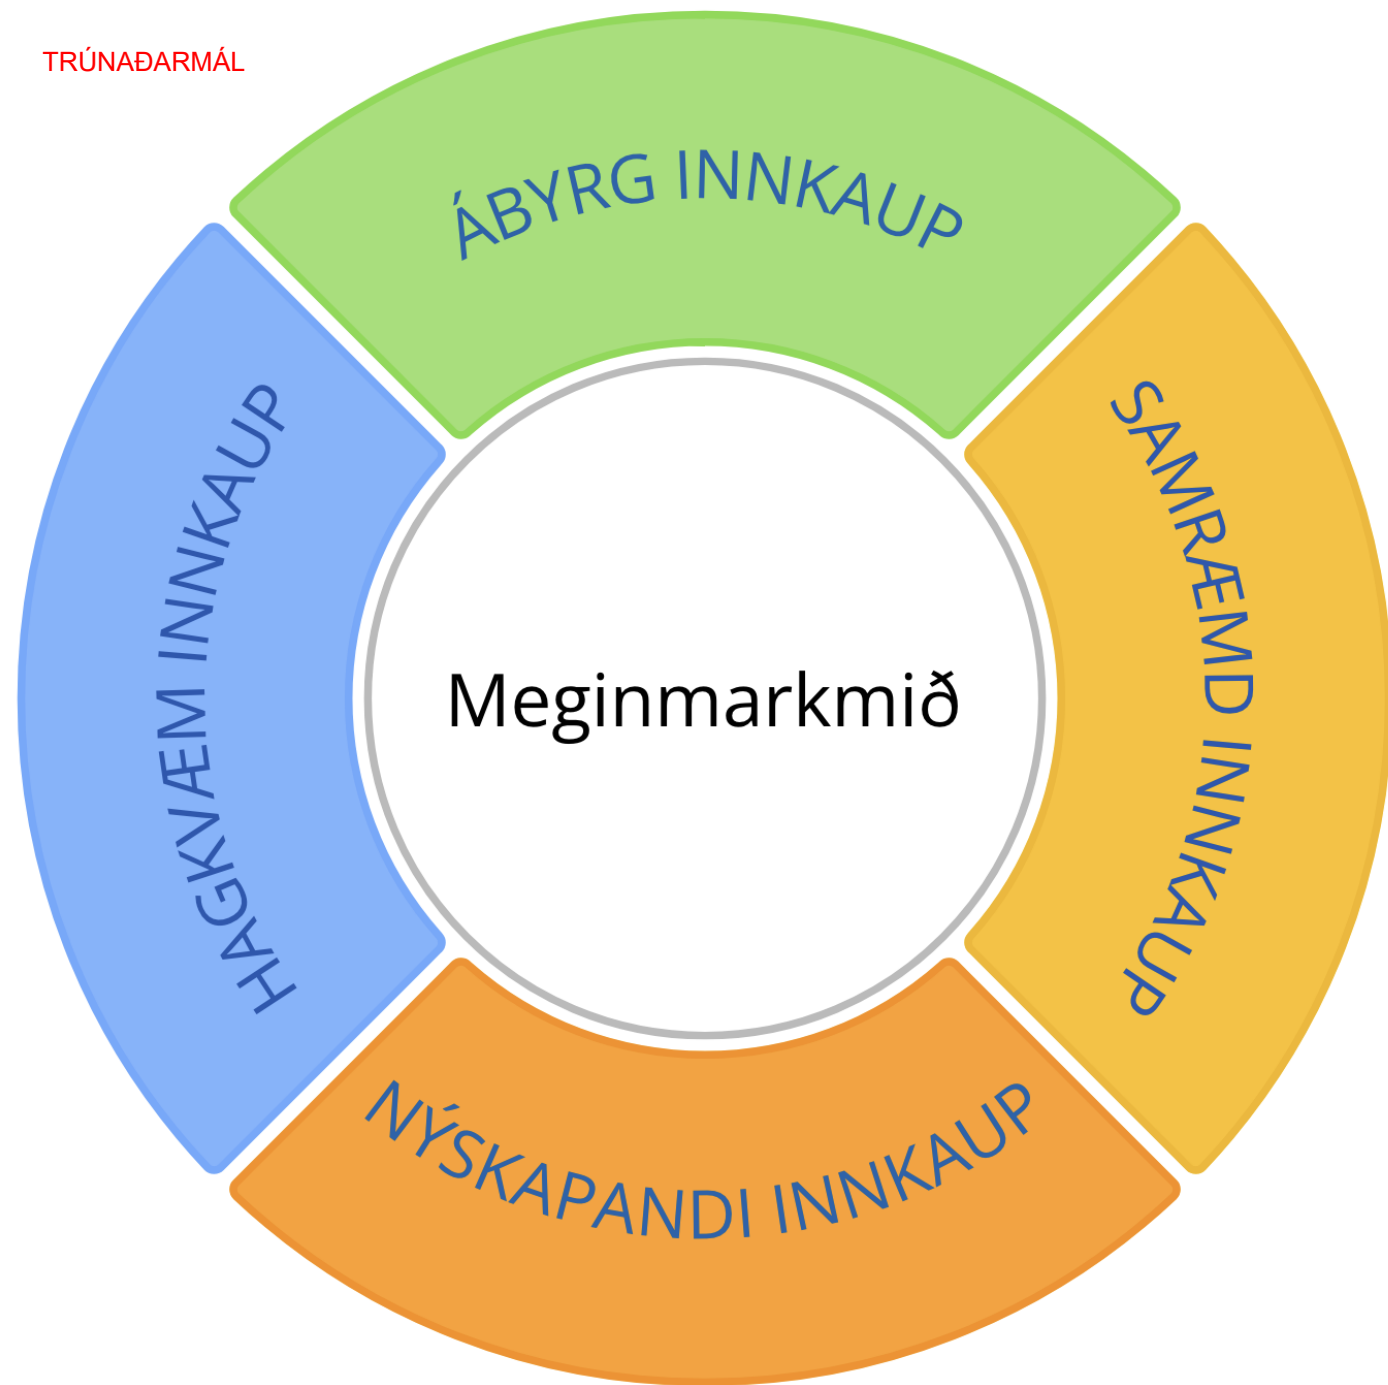 TRÚNAÐARMÁL
ÁBYRG INNKAUP
SAMRÆMD INNKAUP
NÝSKAPANDI INNKAUP
HAGKVÆM INNKAUP
Meginmarkmið